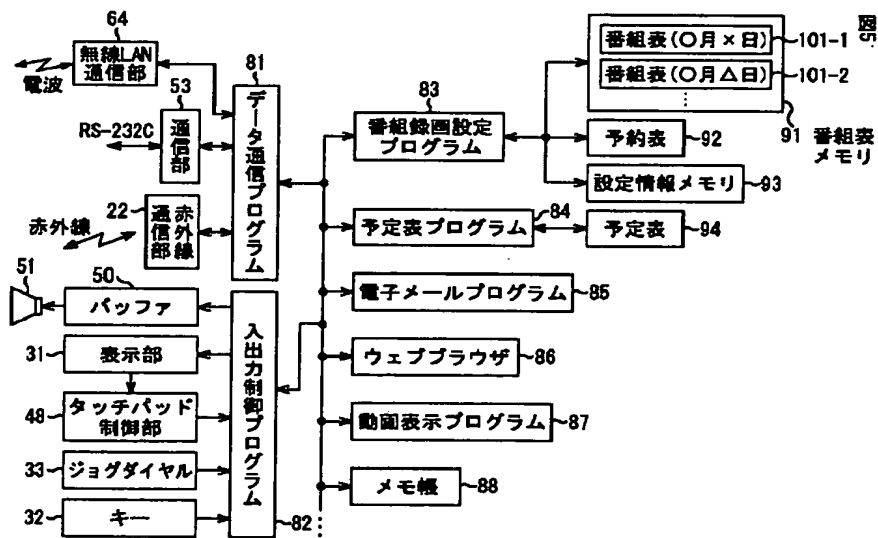 図5
64
無線LAN
通信部
電波
53
RS-232C
通信部
22
赤外線
赤外線
通信部
81
データ通信プログラム
51
50
バッファ
31
表示部
48
タッチパッド
制御部
33
ジョグダイヤル
32
キー
入出力制御プログラム
82
83
番組録画設定
プログラム
番組表(〇月×日)
101-1
番組表(〇月△日)
101-2
⋮
91
番組表
メモリ
予約表
92
設定情報メモリ
93
予定表プログラム
84
予定表
94
電子メールプログラム
85
ウェブブラウザ
86
動画表示プログラム
87
メモ帳
88
⋮